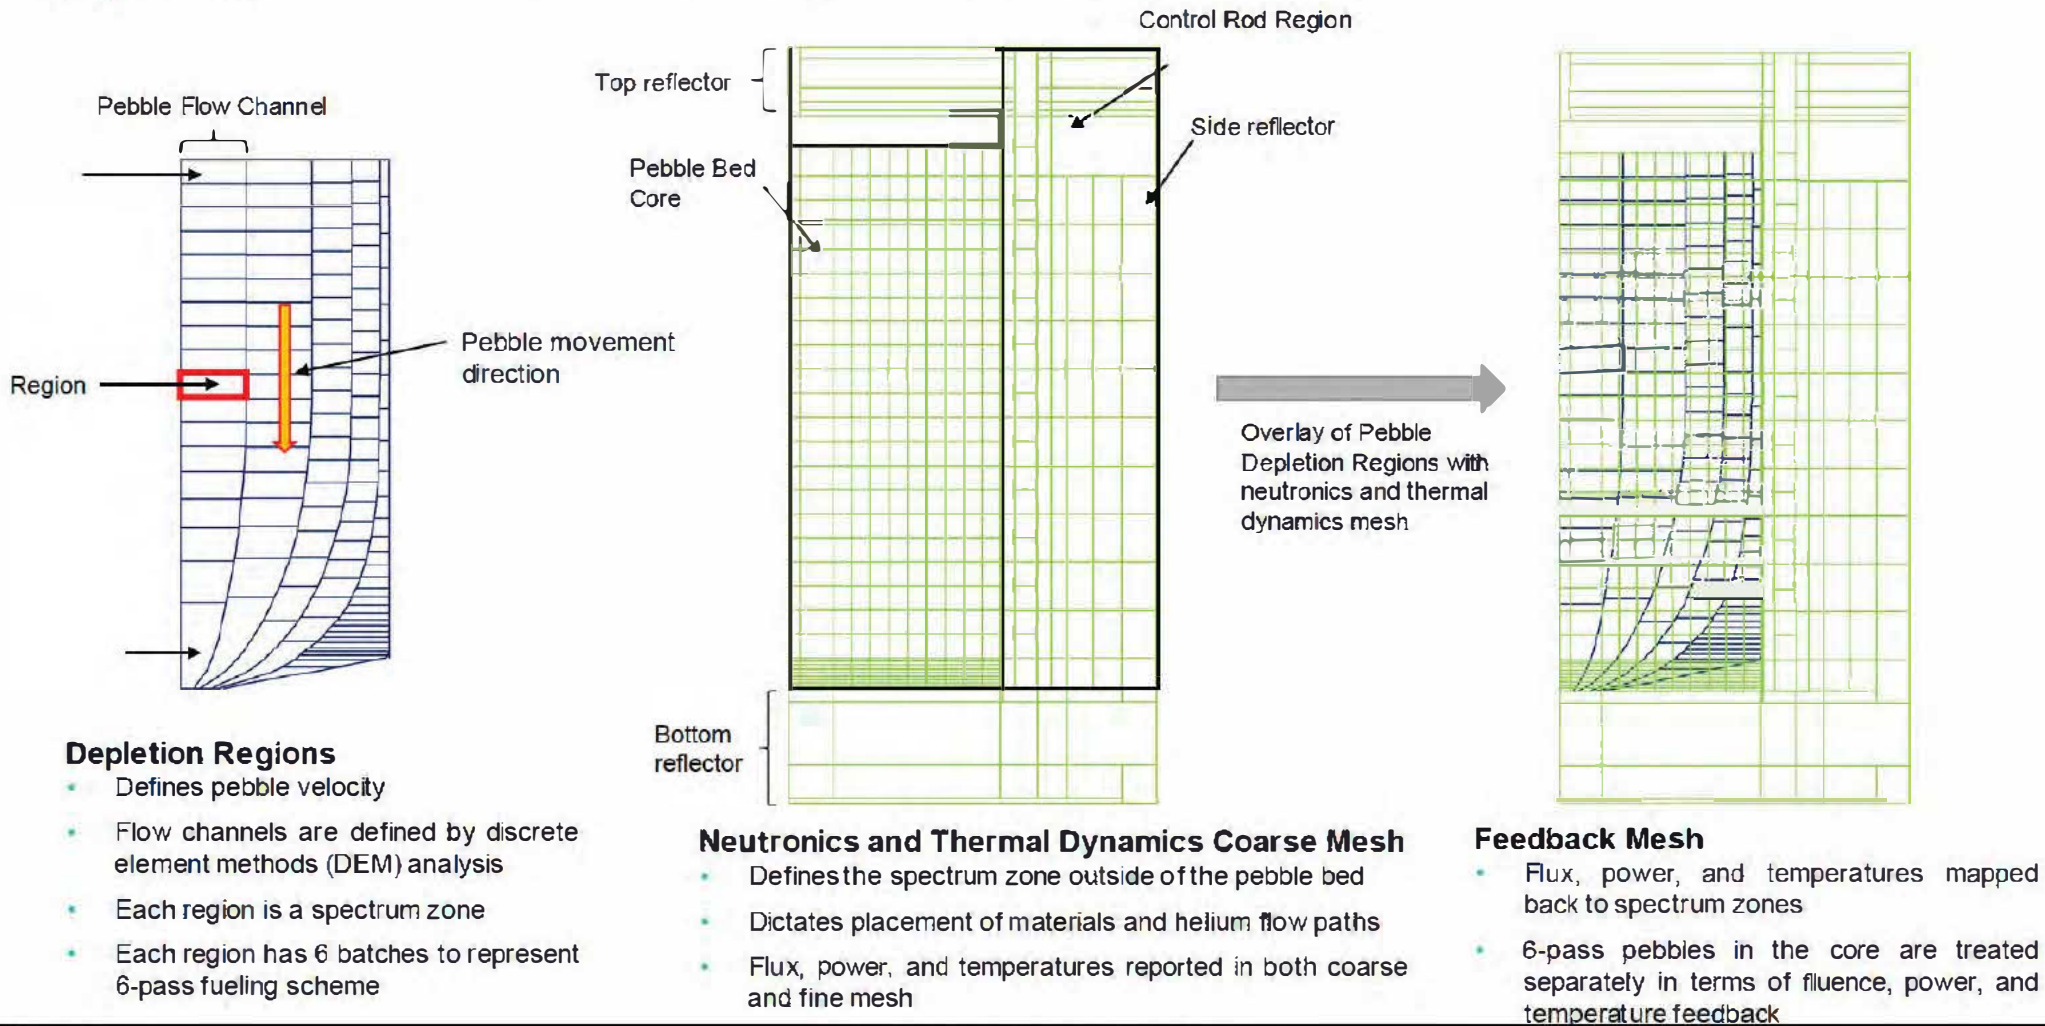 Control Rod Region
Top reflector
Pebble Flow Channel
Side reflector
Pebble Bed
Core
Pebble movement
direction
Region
Overlay of Pebble
Depletion Regions with
neutronics and thermal
dynamics mesh
Bottom
reflector
Depletion Regions
• Defines pebble velocity
• Flow channels are defined by discrete
element methods (DEM) analysis
• Each region is a spectrum zone
• Each region has 6 batches to represent
6-pass fueling scheme
Neutronics and Thermal Dynamics Coarse Mesh
• Defines the spectrum zone outside of the pebble bed
• Dictates placement of materials and helium flow paths
• Flux, power, and temperatures reported in both coarse
and fine mesh
Feedback Mesh
• Flux, power, and temperatures mapped
back to spectrum zones
• 6-pass pebbles in the core are treated
separately in terms of fluence, power, and
temperature feedback